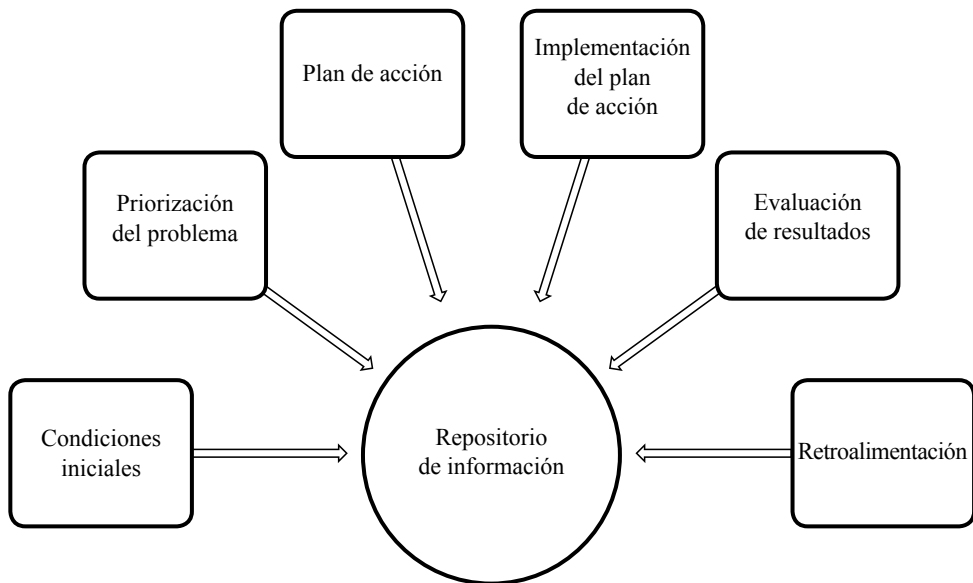 Plan de acción
Implementación
del plan
de acción
Priorización
del problema
Evaluación
de resultados
Condiciones
iniciales
Repositorio
de información
Retroalimentación